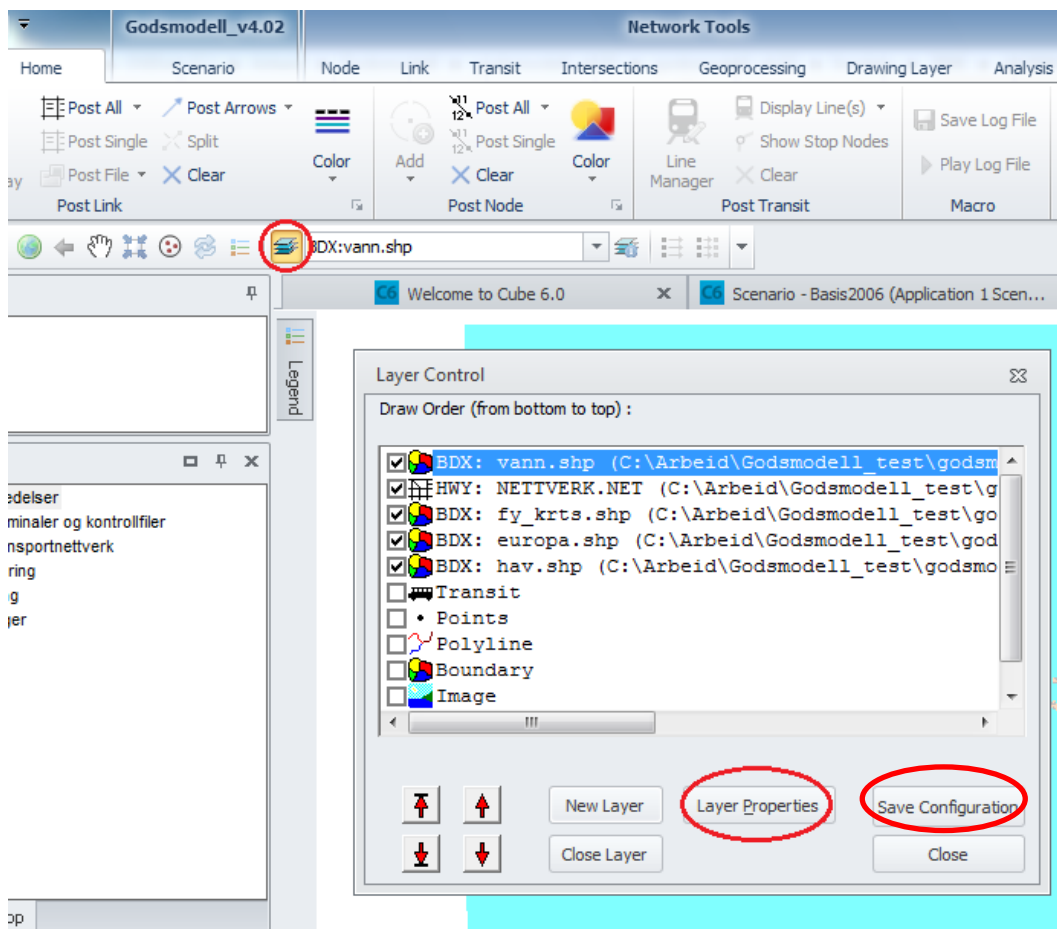 Godsmodell_v4.02 Network Tools
Home Scenario Node Link Transit Intersections Geoprocessing Drawing Layer Analysis
Post All Post Arrows Post All Display Line(s) Save Log File
Post Single Split Post Single Show Stop Nodes
Color Add Color Line Manager Play Log File
ay Post File Clear Clear Clear
Post Link Post Node Post Transit Macro
BDX:vann.shp
Welcome to Cube 6.0 Scenario - Basis2006 (Application 1 Scen...
Legend
Layer Control
Draw Order (from bottom to top) :
BDX: vann.shp (C:\Arbeid\Godsmodell_test\godsm
HWY: NETTVERK.NET (C:\Arbeid\Godsmodell_test\g
BDX: fy_krts.shp (C:\Arbeid\Godsmodell_test\go
BDX: europa.shp (C:\Arbeid\Godsmodell_test\god
BDX: hav.shp (C:\Arbeid\Godsmodell_test\godsmo
Transit
Points
Polyline
Boundary
Image
edelser
minaler og kontrollfiler
nsportnettverk
ring
g
ger
New Layer Layer Properties Save Configuration
Close Layer Close
op